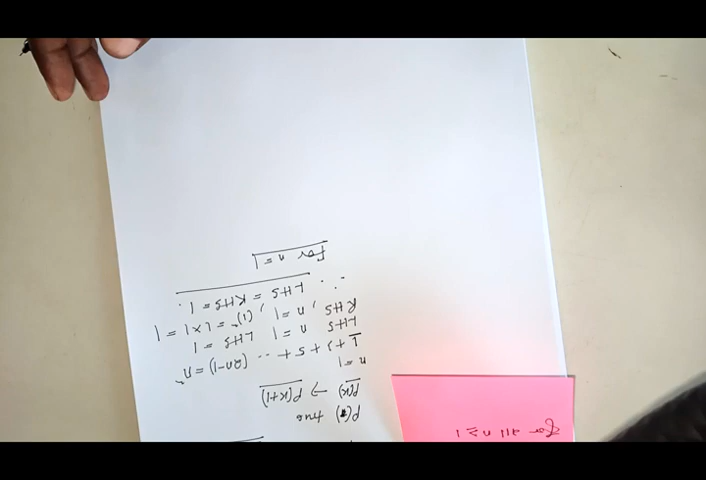 for all n ≥ 1
P(1) true
P(k) → P(k+1)
n=1
1+3+5+... (2n-1) = n²
LHS n=1 LHS = 1
RHS, n=1, (1)² = 1×1 = 1
∴ LHS = RHS = 1.
For n=1